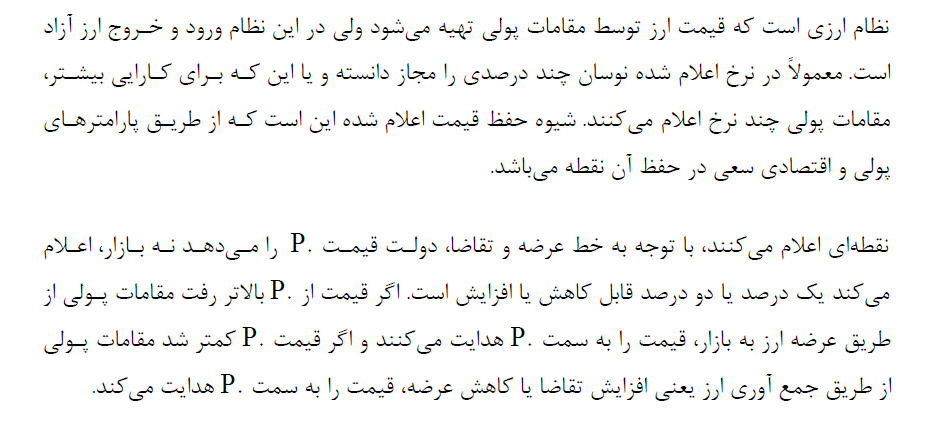 نظام ارزی است که قیمت ارز توسط مقامات پولی تهیه می‌شود ولی در این نظام ورود و خروج ارز آزاد
است. معمولاً در نرخ اعلام شده نوسان چند درصدی را مجاز دانسته و یا این که برای کارایی بیشتر،
مقامات پولی چند نرخ اعلام می‌کنند. شیوه حفظ قیمت اعلام شده این است که از طریق پارامترهای
پولی و اقتصادی سعی در حفظ آن نقطه می‌باشد.
نقطه‌ای اعلام می‌کنند، با توجه به خط عرضه و تقاضا، دولت قیمت P. را می‌دهد نه بازار، اعلام
می‌کند یک درصد یا دو درصد قابل کاهش یا افزایش است. اگر قیمت از P. بالاتر رفت مقامات پولی از
طریق عرضه ارز به بازار، قیمت را به سمت P. هدایت می‌کنند و اگر قیمت P. کمتر شد مقامات پولی
از طریق جمع آوری ارز یعنی افزایش تقاضا یا کاهش عرضه، قیمت را به سمت P. هدایت می‌کند.